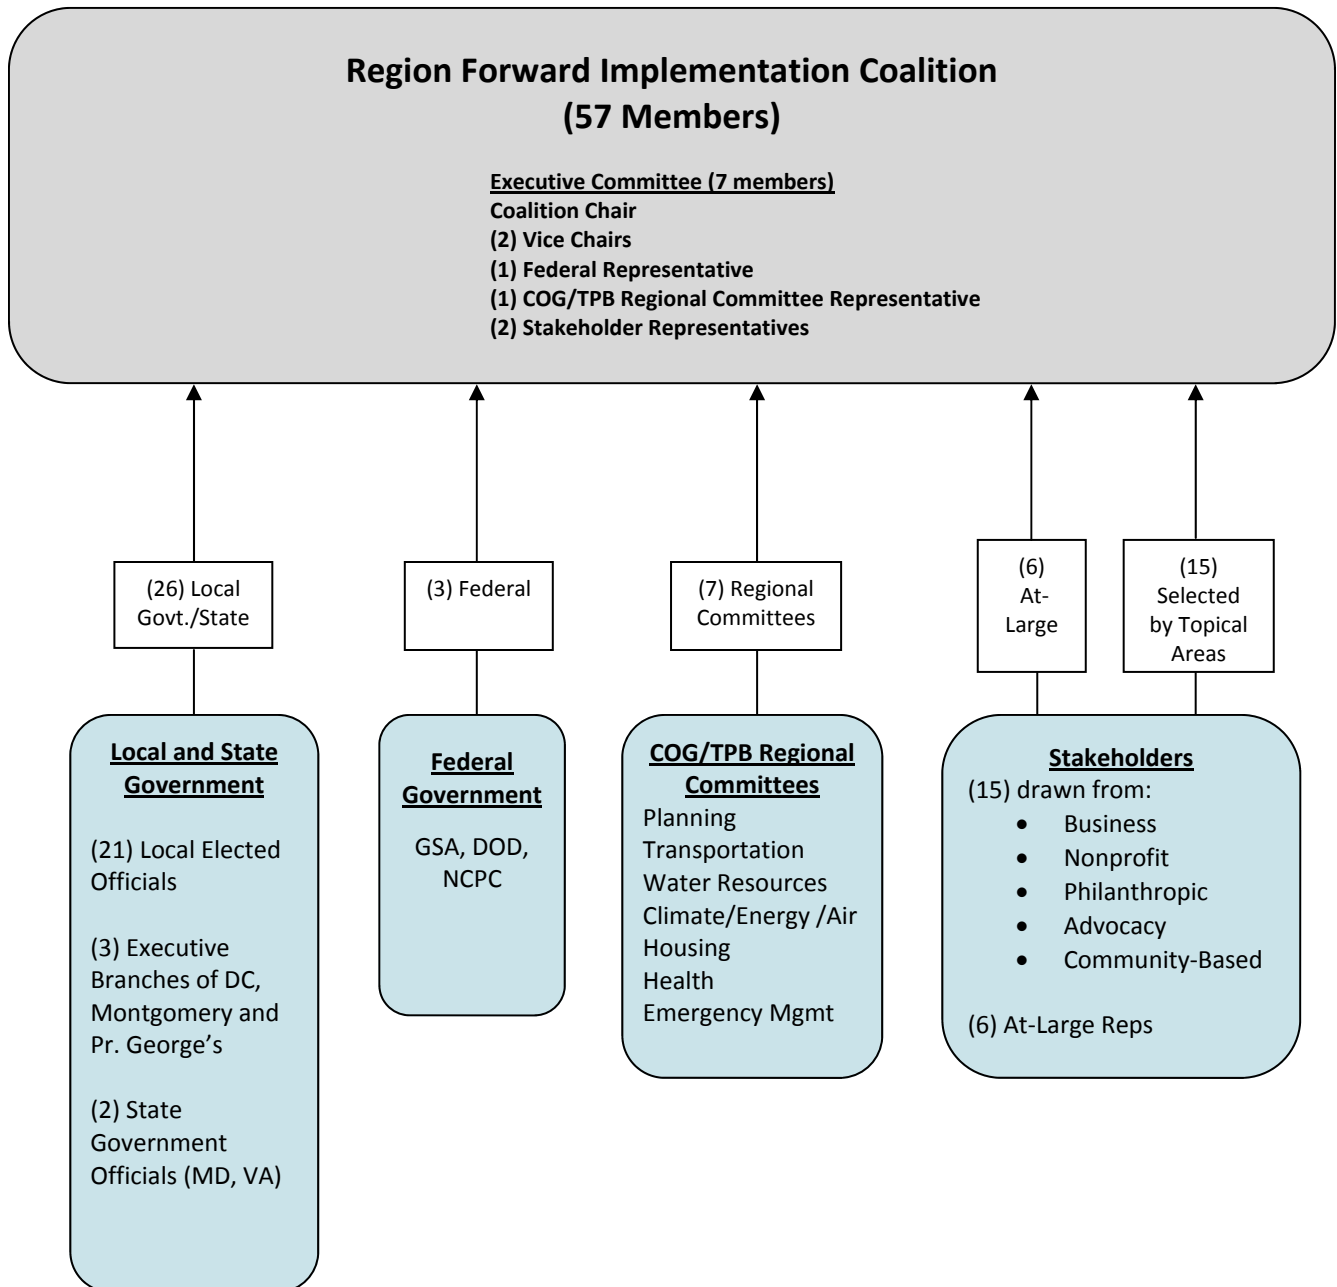 Region Forward Implementation Coalition
(57 Members)
Executive Committee (7 members)
Coalition Chair
(2) Vice Chairs
(1) Federal Representative
(1) COG/TPB Regional Committee Representative
(2) Stakeholder Representatives
(26) Local
Govt./State
(3) Federal
(7) Regional
Committees
(6)
At-
Large
(15)
Selected
by Topical
Areas
Local and State
Government
(21) Local Elected
Officials
(3) Executive
Branches of DC,
Montgomery and
Pr. George’s
(2) State
Government
Officials (MD, VA)
Federal
Government
GSA, DOD,
NCPC
COG/TPB Regional
Committees
Planning
Transportation
Water Resources
Climate/Energy /Air
Housing
Health
Emergency Mgmt
Stakeholders
(15) drawn from:
• Business
• Nonprofit
• Philanthropic
• Advocacy
• Community-Based
(6) At-Large Reps